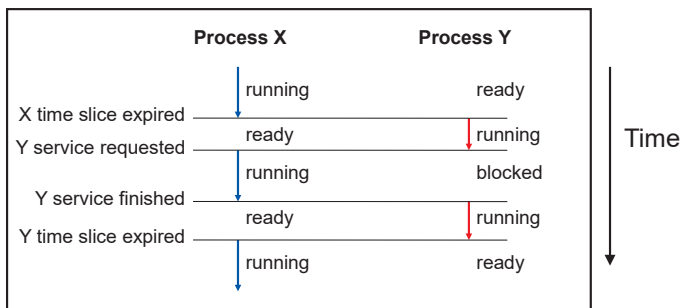 Process X Process Y
running ready
X time slice expired
ready running
Y service requested
running blocked
Y service finished
ready running
Y time slice expired
running ready
Time